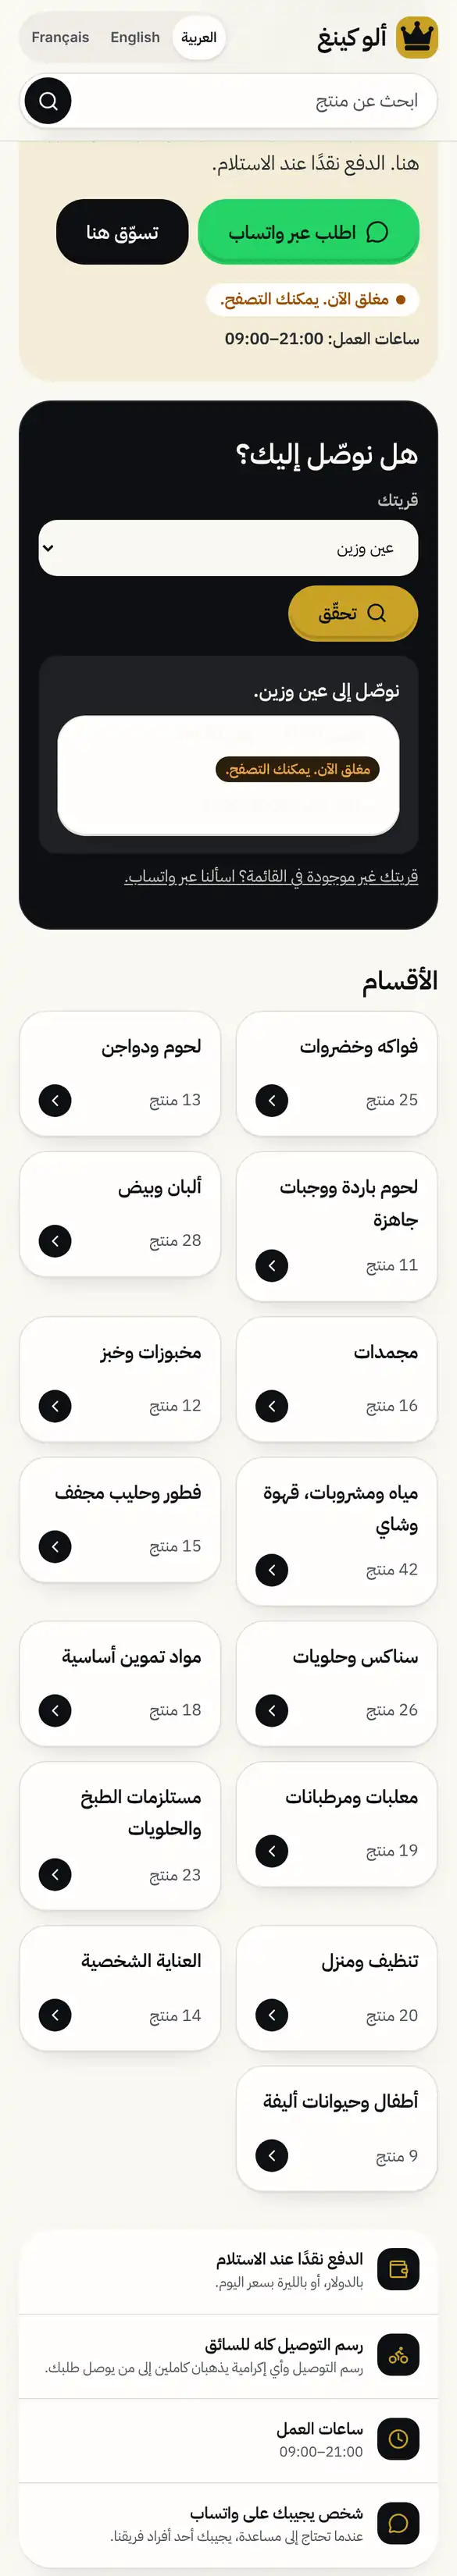 ألو كينغ
العربية English Français
ابحث عن منتج
هنا. الدفع نقدًا عند الاستلام.
اطلب عبر واتساب
تسوّق هنا
مغلق الآن. يمكنك التصفح.
ساعات العمل: 09:00–21:00
هل نوصّل إليك؟
قريتك
عين وزين
تحقّق
نوصّل إلى عين وزين.
مغلق الآن. يمكنك التصفح.
قريتك غير موجودة في القائمة؟ اسألنا عبر واتساب.
الأقسام
فواكه وخضروات
25 منتج
لحوم ودواجن
13 منتج
لحوم باردة ووجبات
جاهزة
11 منتج
ألبان وبيض
28 منتج
مجمدات
16 منتج
مخبوزات وخبز
12 منتج
مياه ومشروبات، قهوة
وشاي
42 منتج
فطور وحليب مجفف
15 منتج
سناكس وحلويات
26 منتج
مواد تموين أساسية
18 منتج
معلبات ومرطبانات
19 منتج
مستلزمات الطبخ
والحلويات
23 منتج
تنظيف ومنزل
20 منتج
العناية الشخصية
14 منتج
أطفال وحيوانات أليفة
9 منتج
الدفع نقدًا عند الاستلام
بالدولار، أو بالليرة بسعر اليوم.
رسم التوصيل كله للسائق
رسم التوصيل وأي إكرامية يذهبان كاملين إلى من يوصل طلبك.
ساعات العمل
09:00–21:00
شخص يجيبك على واتساب
عندما تحتاج إلى مساعدة، يجيبك أحد أفراد فريقنا.